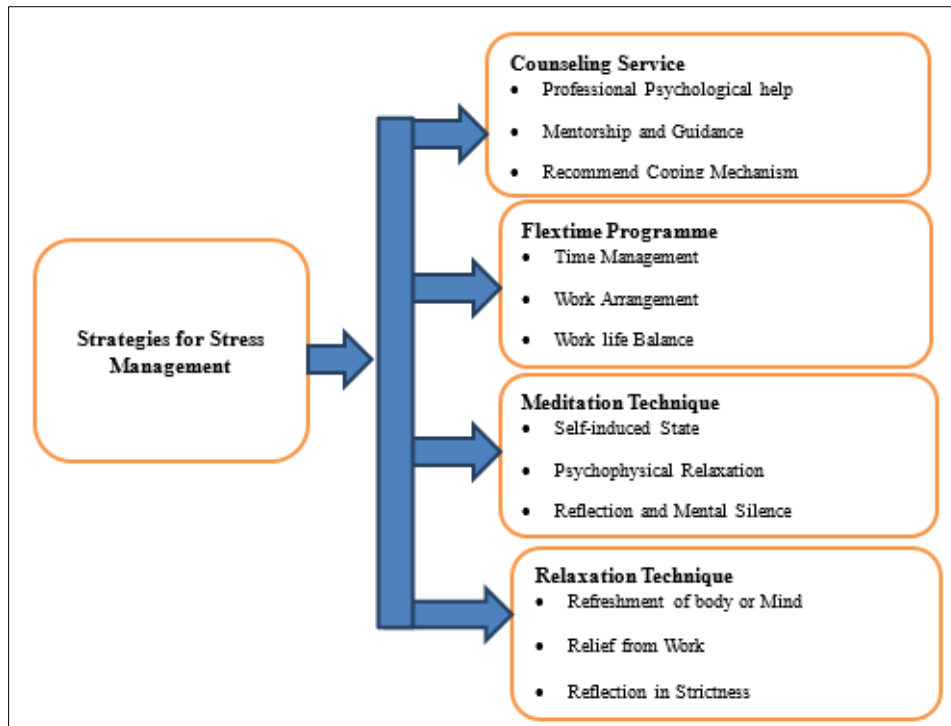 Counseling Service
• Professional Psychological help
• Mentorship and Guidance
• Recommend Coping Mechanism
Flextime Programme
• Time Management
• Work Arrangement
• Work life Balance
Strategies for Stress
Management
Meditation Technique
• Self-induced State
• Psychophysical Relaxation
• Reflection and Mental Silence
Relaxation Technique
• Refreshment of body or Mind
• Relief from Work
• Reflection in Strictness